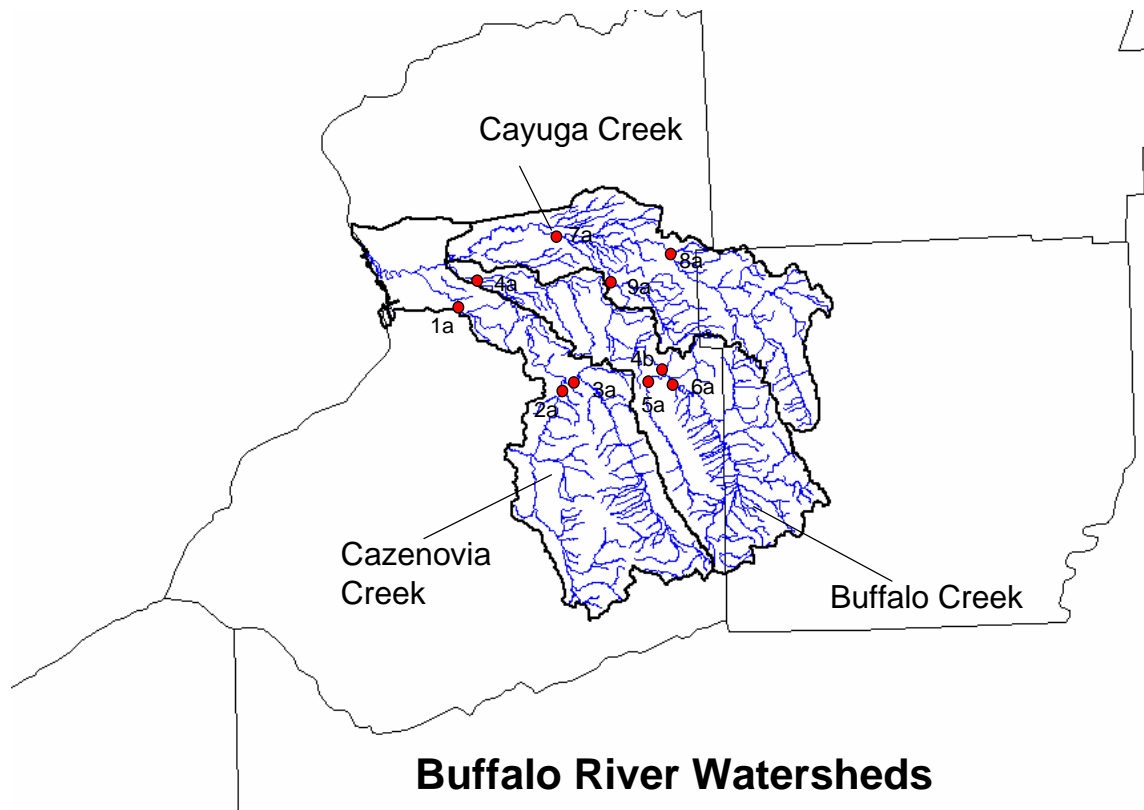 Cayuga Creek
7a
8a
4a
9a
1a
4b
3a
6a
2a
5a
Cazenovia
Creek
Buffalo Creek
Buffalo River Watersheds